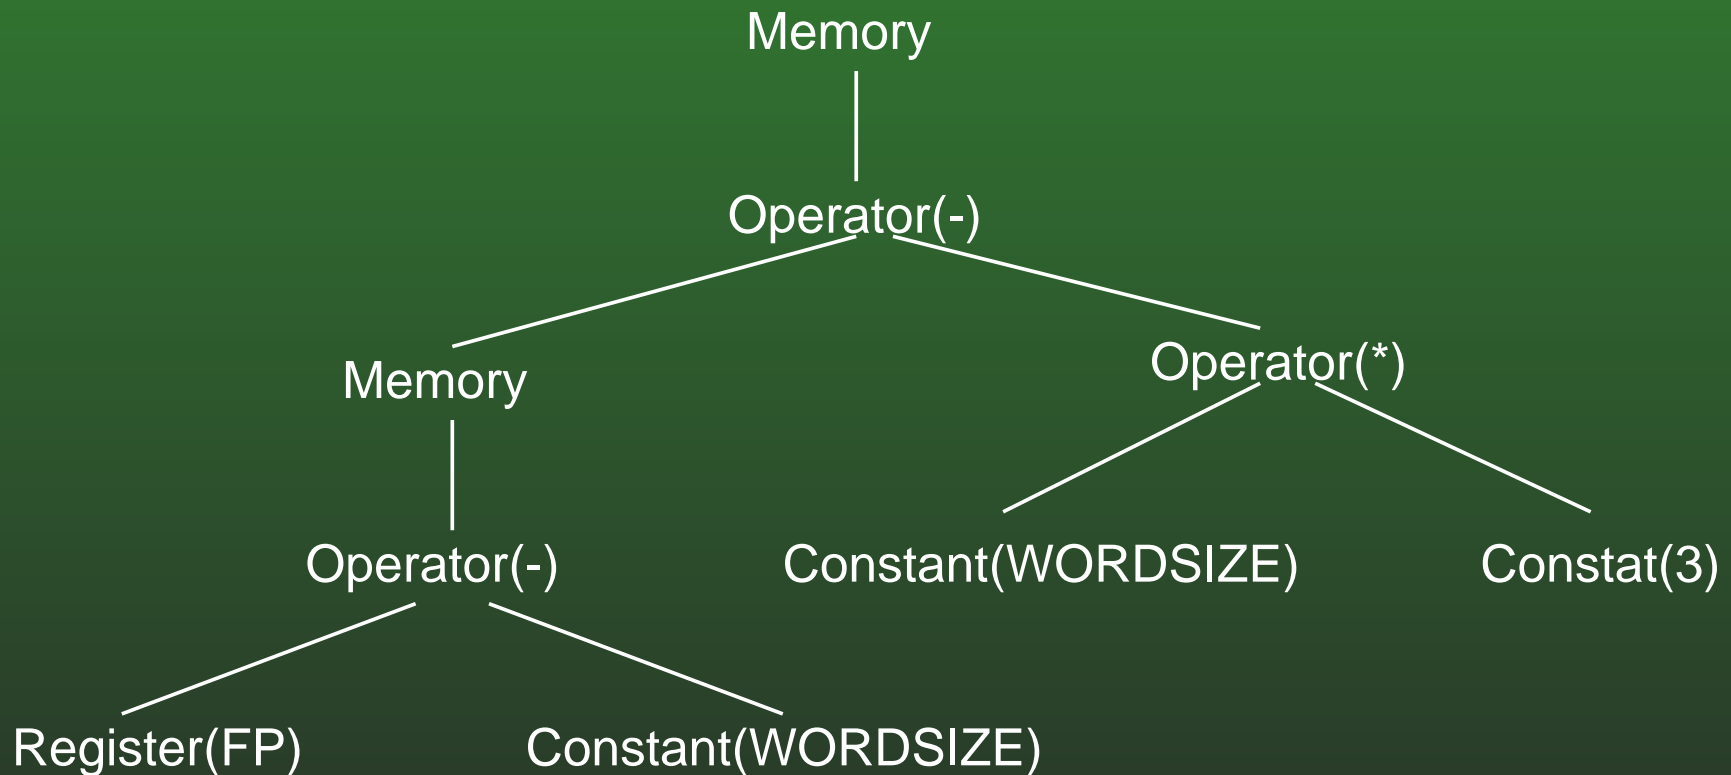 Memory
Operator(-)
Memory
Operator(*)
Operator(-)
Constant(WORDSIZE)
Constat(3)
Register(FP)
Constant(WORDSIZE)